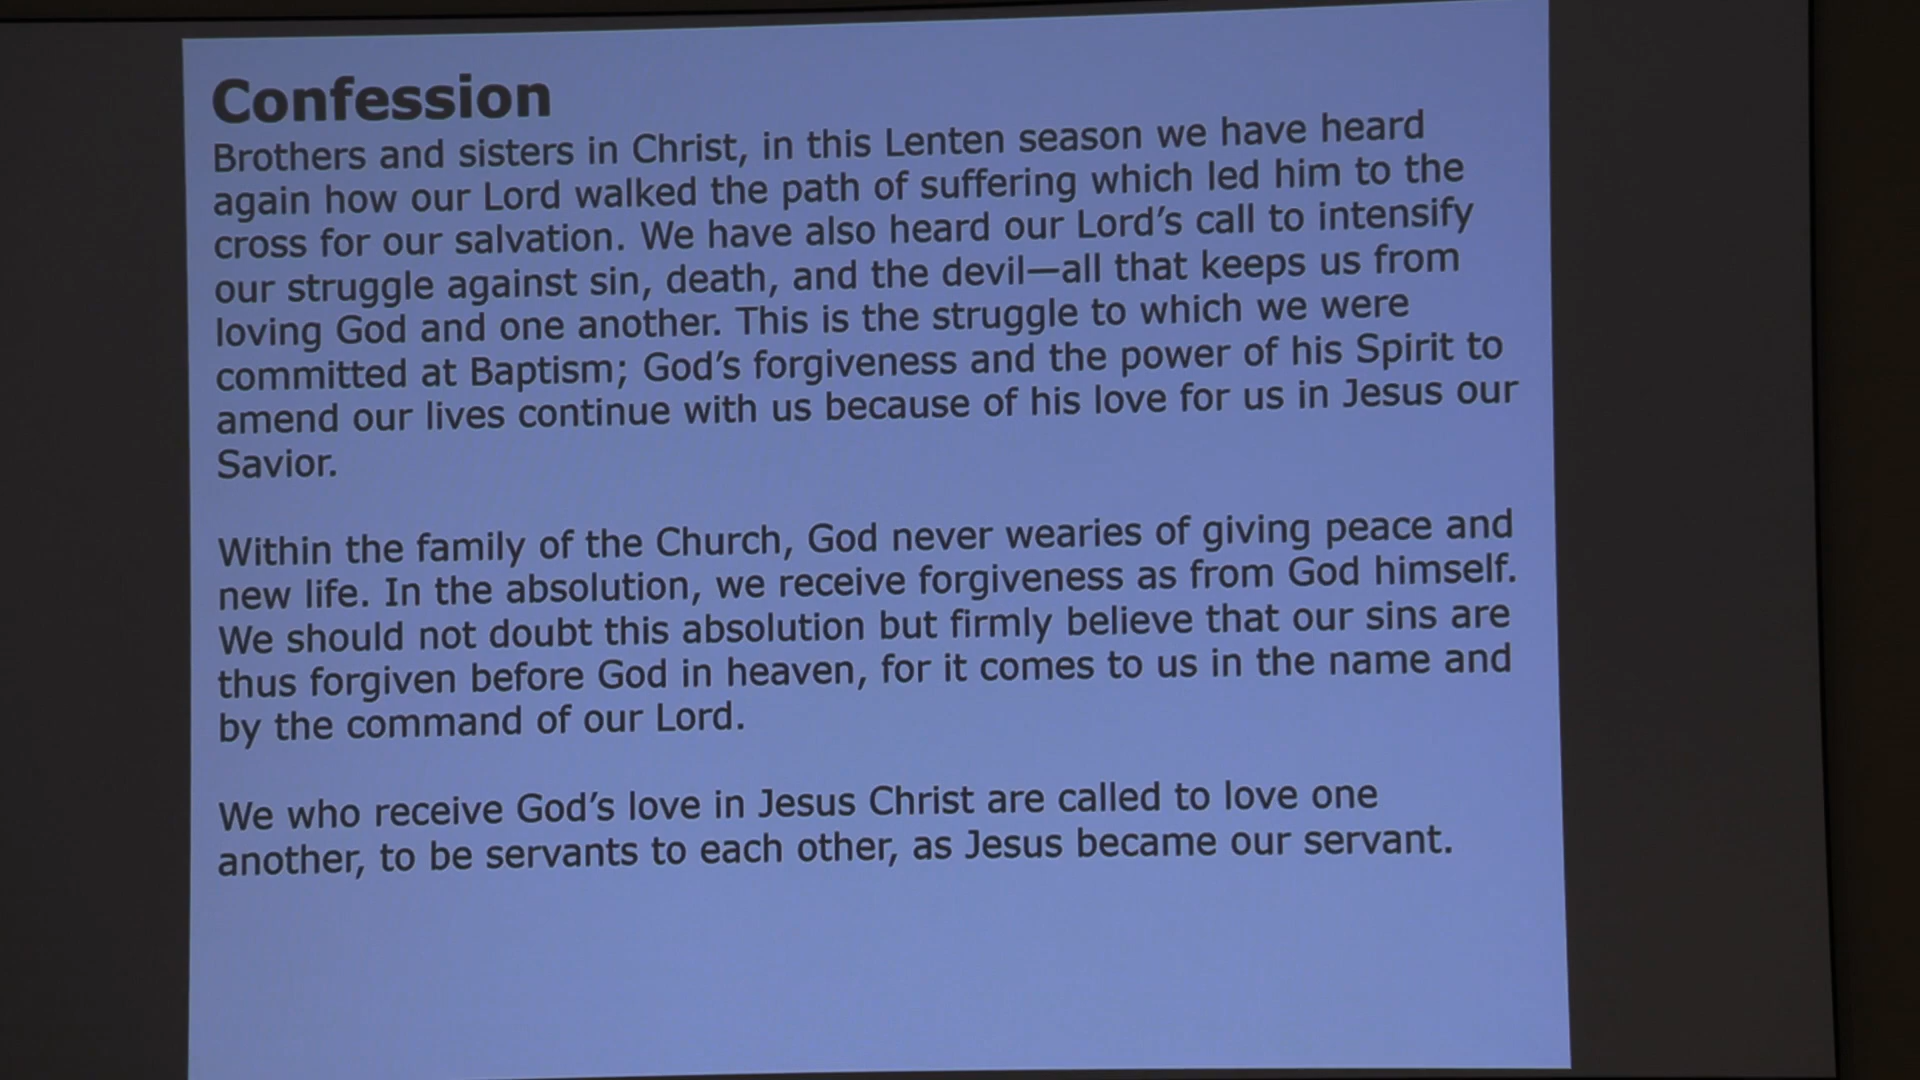 Confession
Brothers and sisters in Christ, in this Lenten season we have heard
again how our Lord walked the path of suffering which led him to the
cross for our salvation. We have also heard our Lord’s call to intensify
our struggle against sin, death, and the devil—all that keeps us from
loving God and one another. This is the struggle to which we were
committed at Baptism; God’s forgiveness and the power of his Spirit to
amend our lives continue with us because of his love for us in Jesus our
Savior.
Within the family of the Church, God never wearies of giving peace and
new life. In the absolution, we receive forgiveness as from God himself.
We should not doubt this absolution but firmly believe that our sins are
thus forgiven before God in heaven, for it comes to us in the name and
by the command of our Lord.
We who receive God’s love in Jesus Christ are called to love one
another, to be servants to each other, as Jesus became our servant.